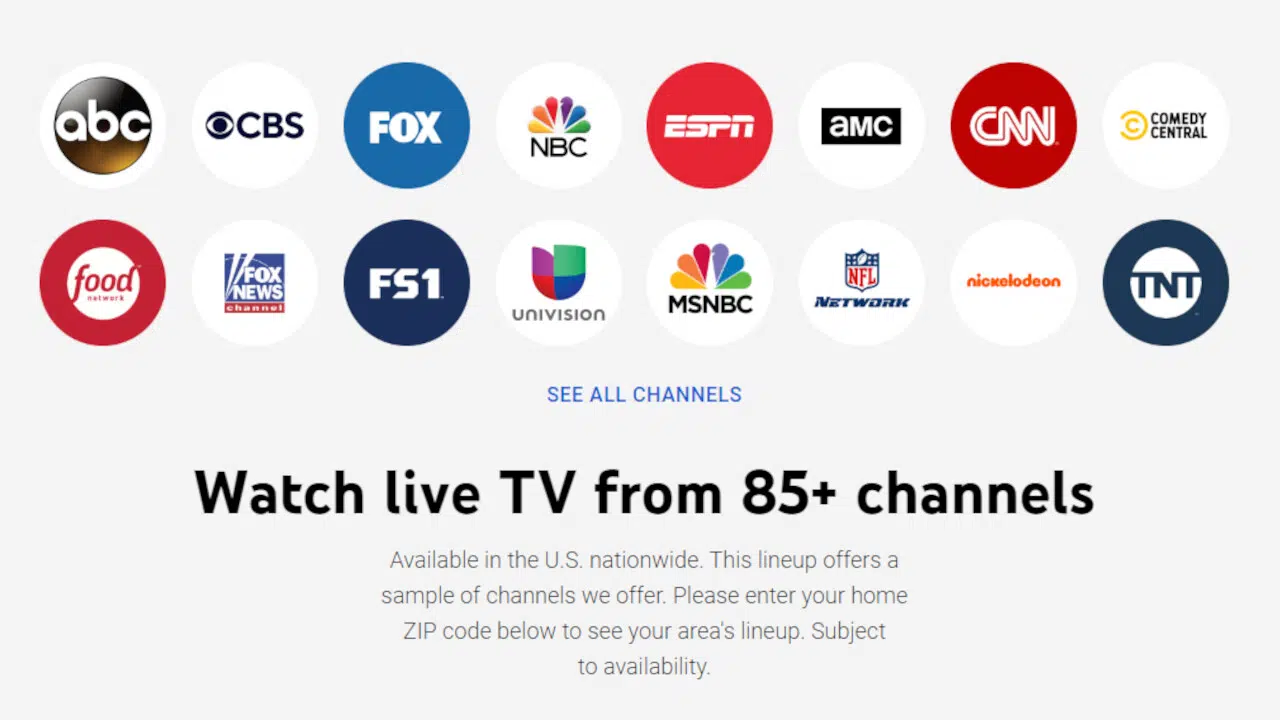 abc
CBS
FOX
NBC
ESPN
aMC
CNN
COMEDY
CENTRAL
food
network
FOX
NEWS
channel
FS1
UNIVISION
MSNBC
NFL
NETWORK
nickelodeon
TNT
SEE ALL CHANNELS
Watch live TV from 85+ channels
Available in the U.S. nationwide. This lineup offers a
sample of channels we offer. Please enter your home
ZIP code below to see your area's lineup. Subject
to availability.